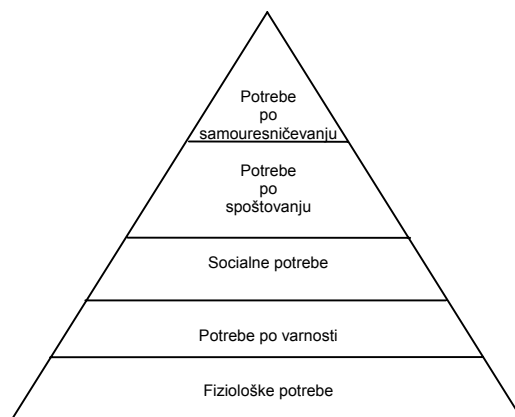 Potrebe
po
samouresničevanju
Potrebe
po
spoštovanju
Socialne potrebe
Potrebe po varnosti
Fiziološke potrebe